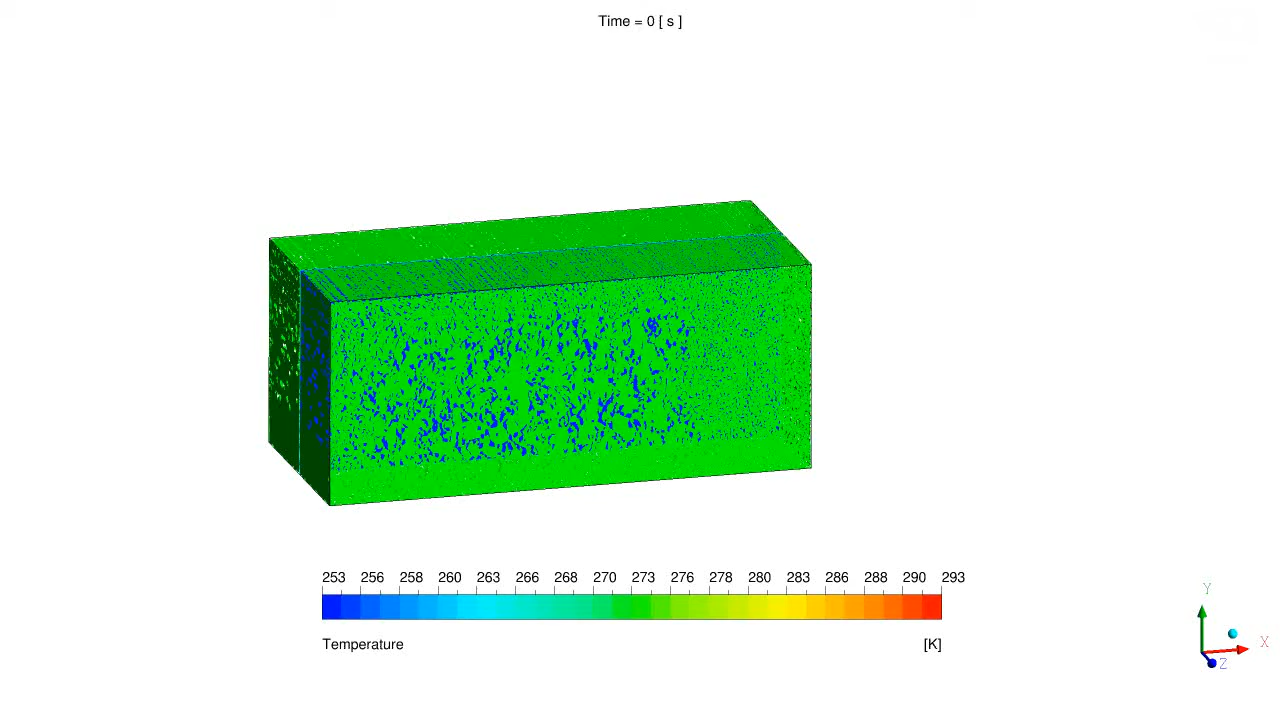 Time = 0 [ s ]
253 256 258 260 263 266 268 270 273 276 278 280 283 286 288 290 293
Temperature [K]
Y
X
Z